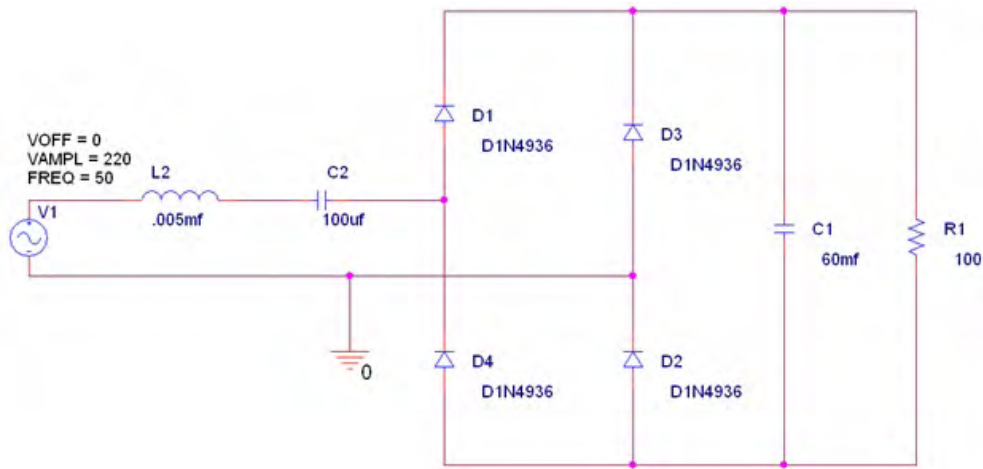 VOFF = 0
VAMPL = 220
FREQ = 50
V1
L2
.005mf
C2
100uf
D1
D1N4936
D3
D1N4936
C1
60mf
R1
100
0
D4
D1N4936
D2
D1N4936